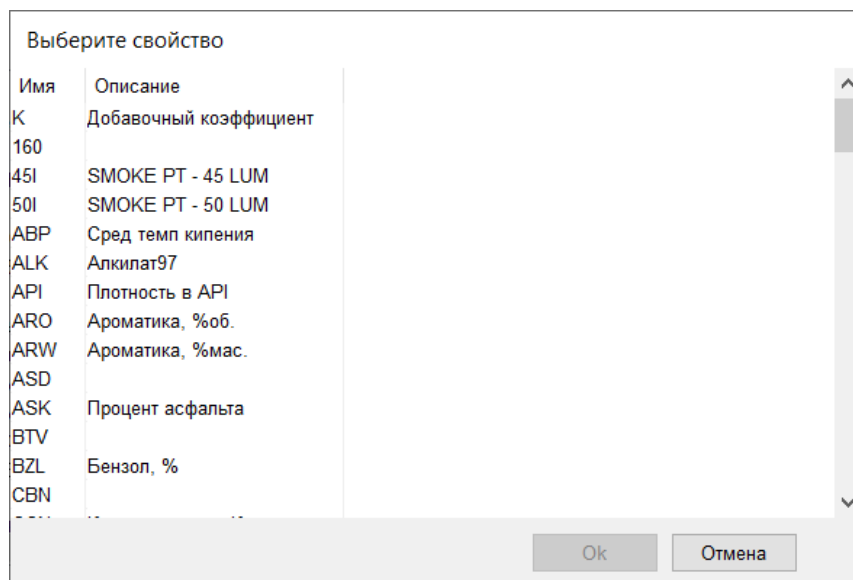 Выберите свойство
Имя Описание
K Добавочный коэффициент
160
45I SMOKE PT - 45 LUM
50I SMOKE PT - 50 LUM
ABP Сред темп кипения
ALK Алкилат97
API Плотность в API
ARO Ароматика, %об.
ARW Ароматика, %мас.
ASD
ASK Процент асфальта
BTV
BZL Бензол, %
CBN
Ok Отмена